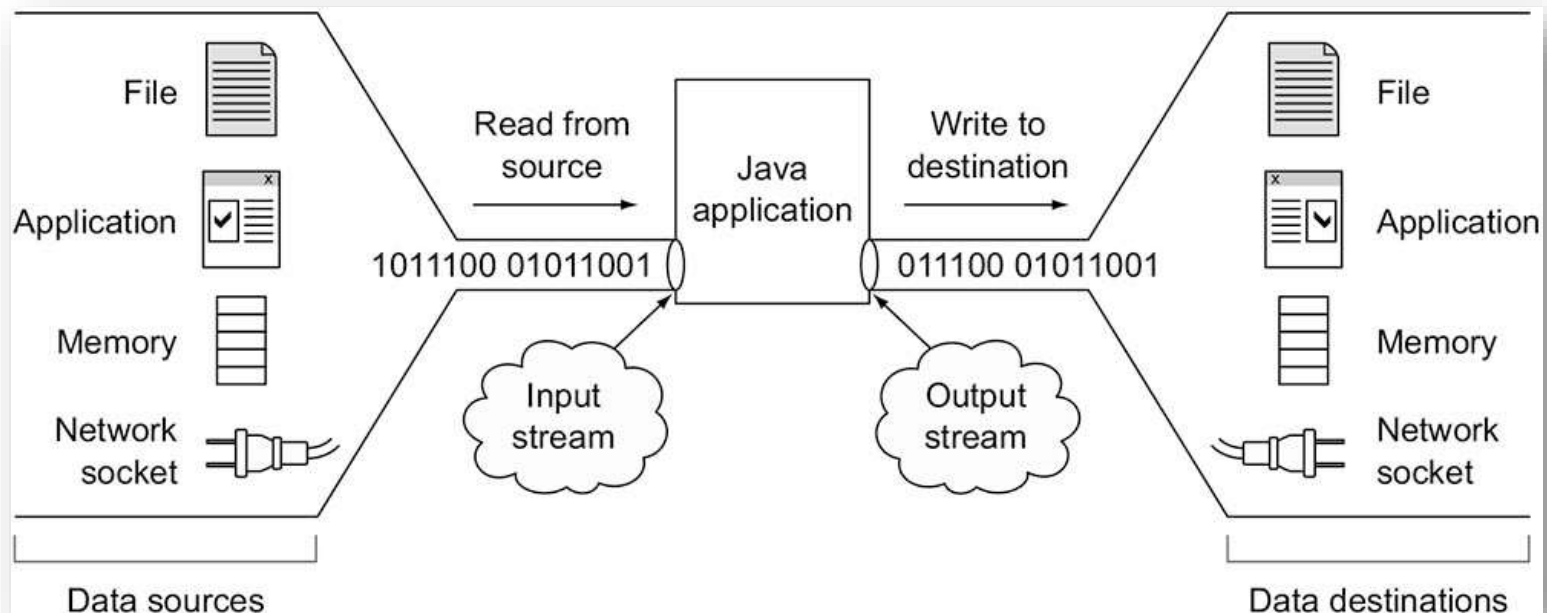 File
Application
Memory
Network
socket
Data sources
Read from
source
1011100 01011001
Input
stream
Java
application
Write to
destination
011100 01011001
Output
stream
File
Application
Memory
Network
socket
Data destinations
X
X